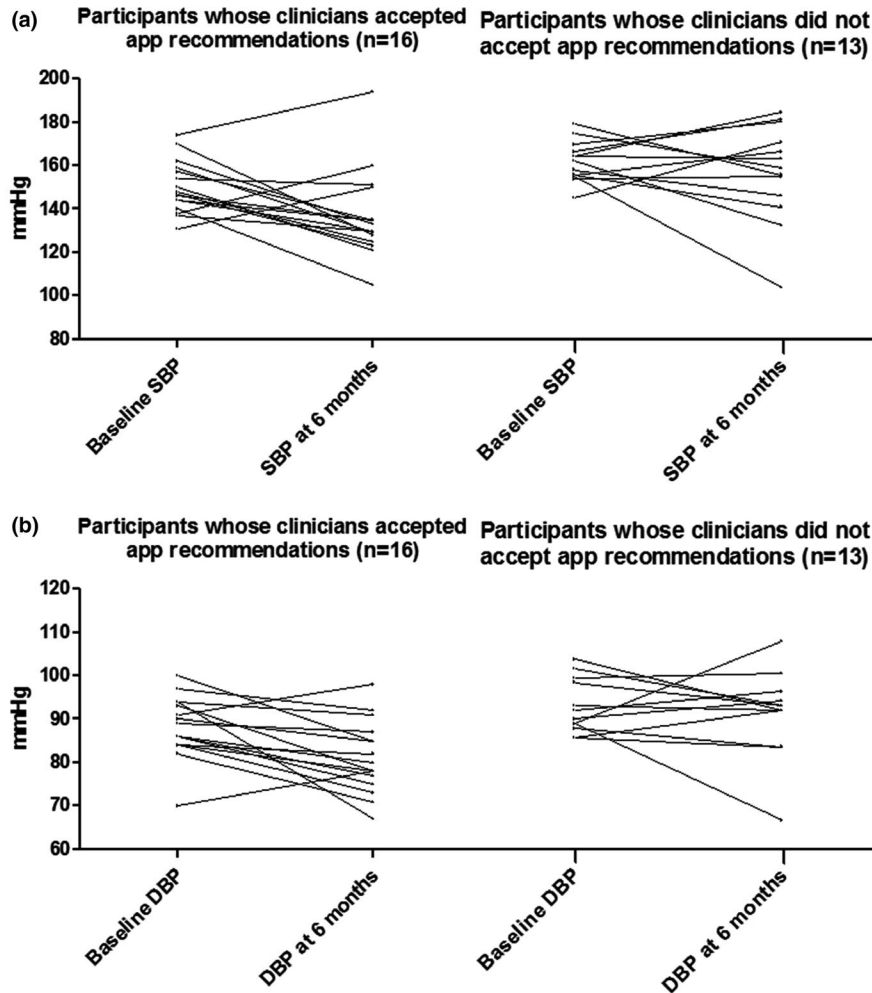 (a)
Participants whose clinicians accepted
app recommendations (n=16)
Participants whose clinicians did not
accept app recommendations (n=13)
200
180
160
140
120
100
80
mmHg
Baseline SBP
SBP at 6 months
Baseline SBP
SBP at 6 months
(b)
Participants whose clinicians accepted
app recommendations (n=16)
Participants whose clinicians did not
accept app recommendations (n=13)
120
110
100
90
80
70
60
mmHg
Baseline DBP
DBP at 6 months
Baseline DBP
DBP at 6 months